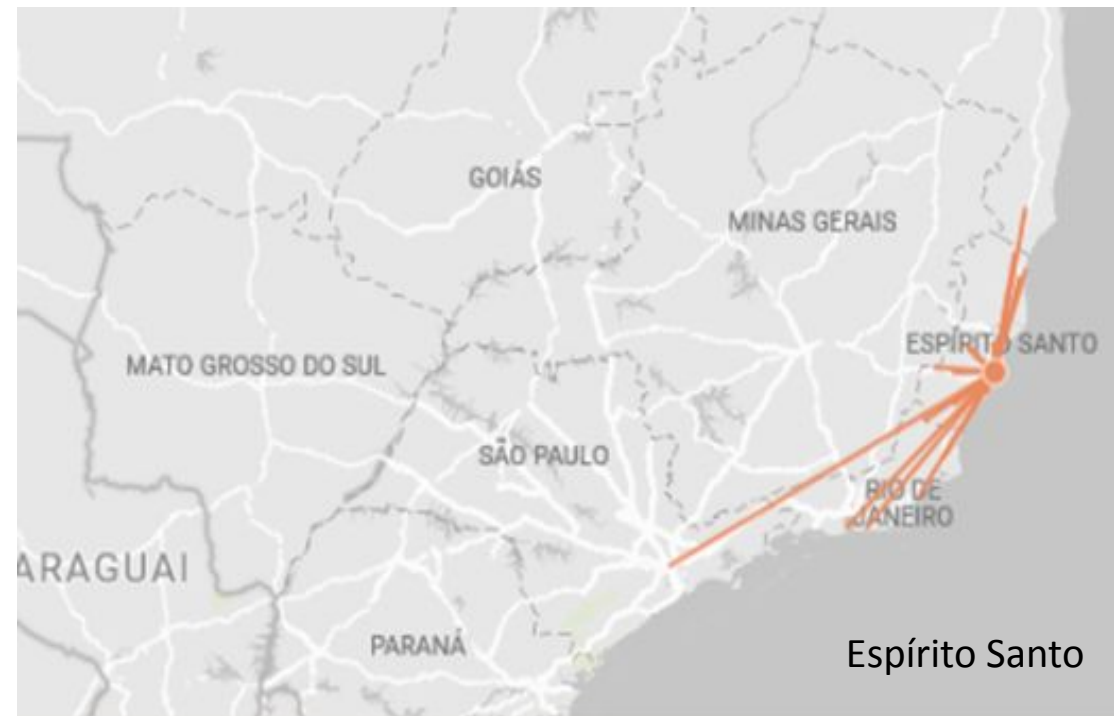 GOIÁS
MINAS GERAIS
ESPÍRITO SANTO
MATO GROSSO DO SUL
SÃO PAULO
RIO DE
JANEIRO
ARAGUAI
PARANÁ
Espírito Santo